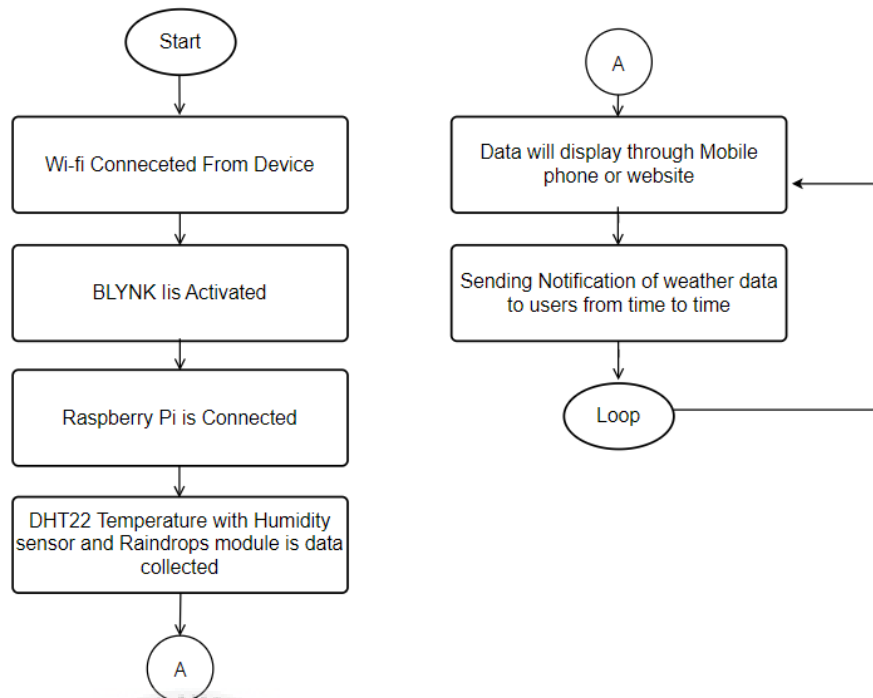 Start
Wi-fi Conneceted From Device
BLYNK Iis Activated
Raspberry Pi is Connected
DHT22 Temperature with Humidity
sensor and Raindrops module is data
collected
A
A
Data will display through Mobile
phone or website
Sending Notification of weather data
to users from time to time
Loop